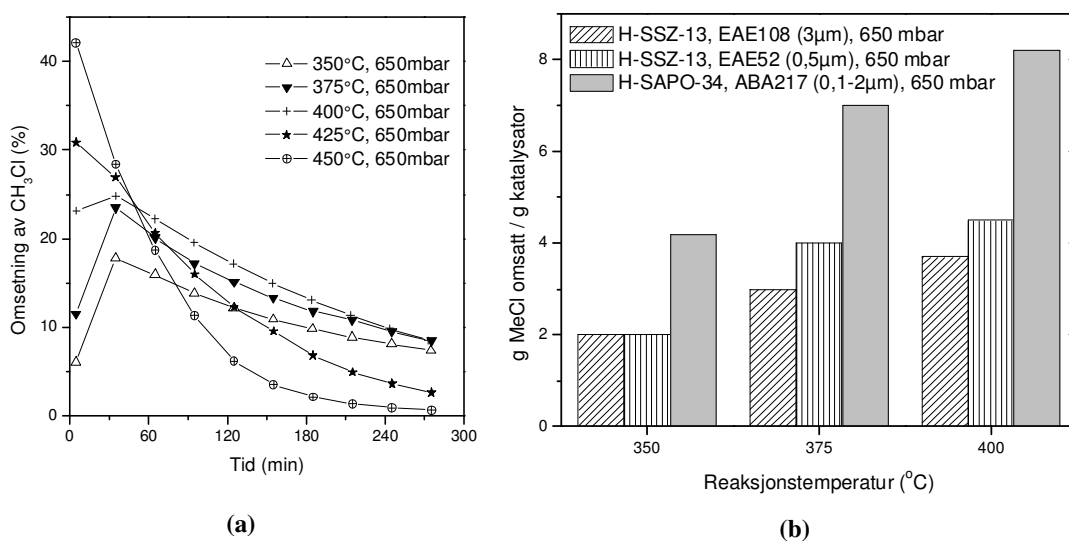 Omsetning av CH₃Cl (%)
40
30
20
10
0
350°C, 650mbar
375°C, 650mbar
400°C, 650mbar
425°C, 650mbar
450°C, 650mbar
0 60 120 180 240 300
Tid (min)
(a)
g MeCl omsatt / g katalysator
8
6
4
2
0
H-SSZ-13, EAE108 (3µm), 650 mbar
H-SSZ-13, EAE52 (0,5µm), 650 mbar
H-SAPO-34, ABA217 (0,1-2µm), 650 mbar
350 375 400
Reaksjonstemperatur (°C)
(b)